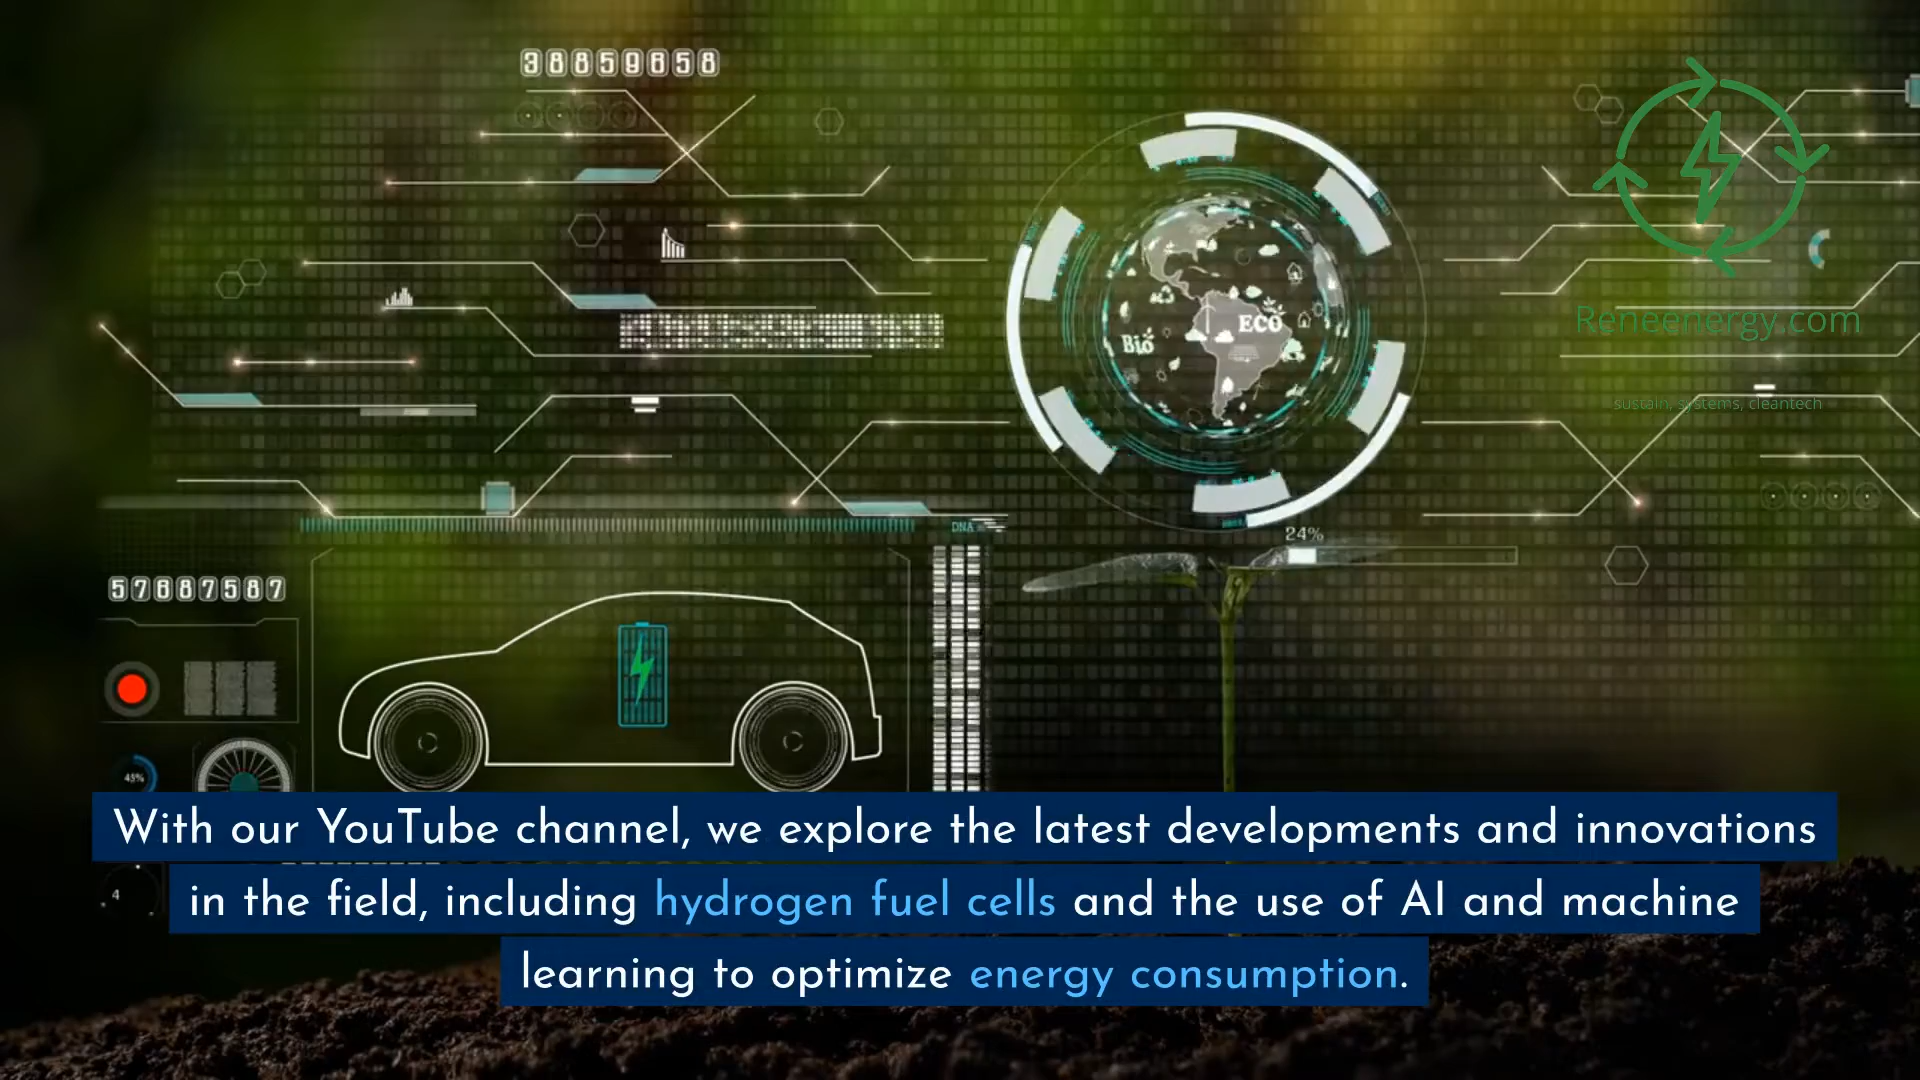 38859658
Reneenergy.com
sustain, systems, cleantech
ECO
Bio
DNA
24%
57687587
45%
4
With our YouTube channel, we explore the latest developments and innovations
in the field, including hydrogen fuel cells and the use of AI and machine
learning to optimize energy consumption.